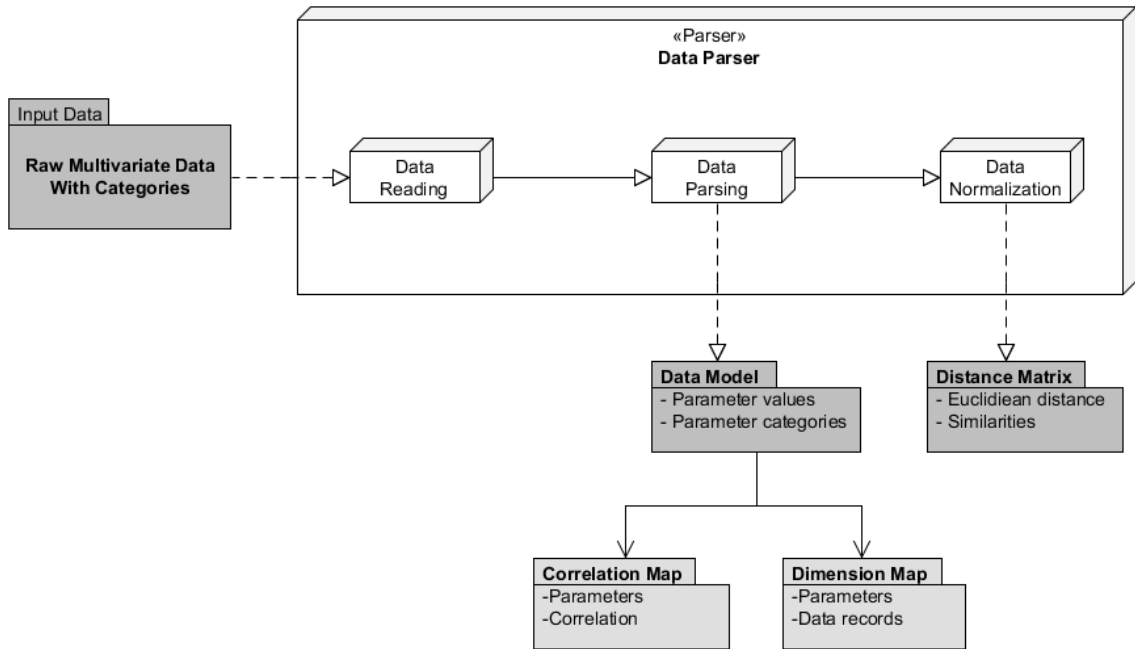 «Parser»
Data Parser
Input Data
Raw Multivariate Data
With Categories
Data
Reading
Data
Parsing
Data
Normalization
Data Model
- Parameter values
- Parameter categories
Distance Matrix
- Euclidiean distance
- Similarities
Correlation Map
-Parameters
-Correlation
Dimension Map
-Parameters
-Data records